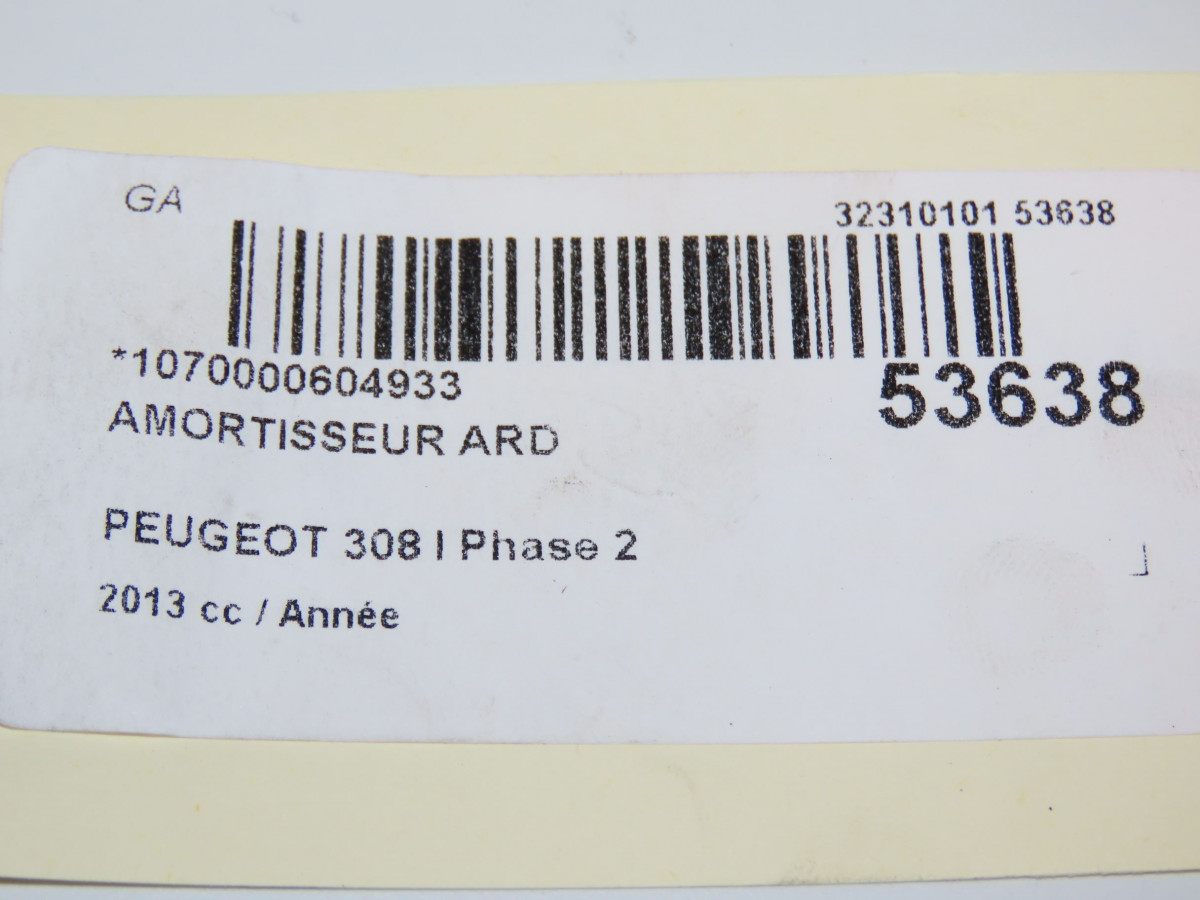 GA
32310101 53638
*1070000604933
53638
AMORTISSEUR ARD
PEUGEOT 308 I Phase 2
2013 cc / Année